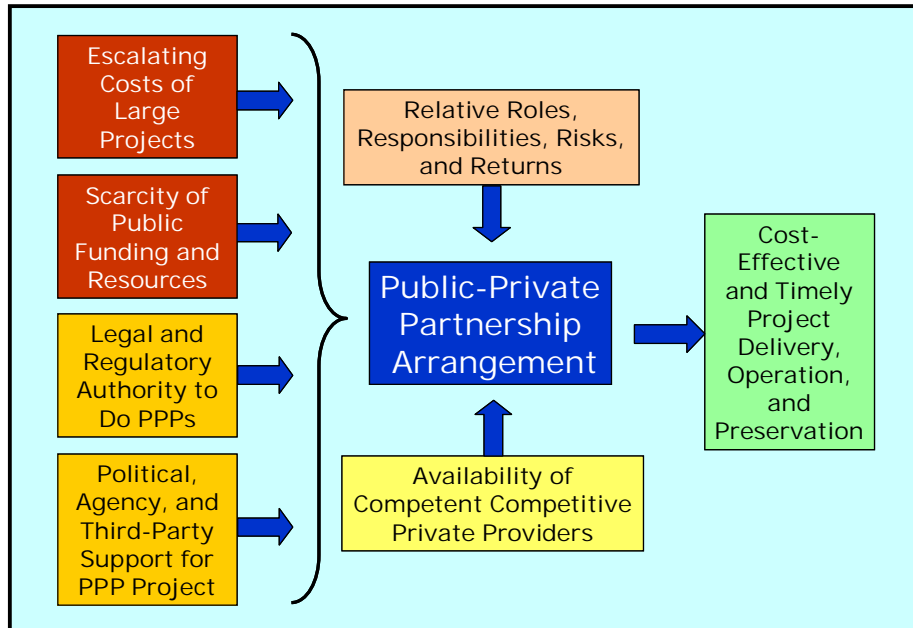 Escalating
Costs of
Large
Projects
Scarcity of
Public
Funding and
Resources
Legal and
Regulatory
Authority to
Do PPPs
Political,
Agency, and
Third-Party
Support for
PPP Project
Relative Roles,
Responsibilities, Risks,
and Returns
Public-Private
Partnership
Arrangement
Availability of
Competent Competitive
Private Providers
Cost-
Effective
and Timely
Project
Delivery,
Operation,
and
Preservation